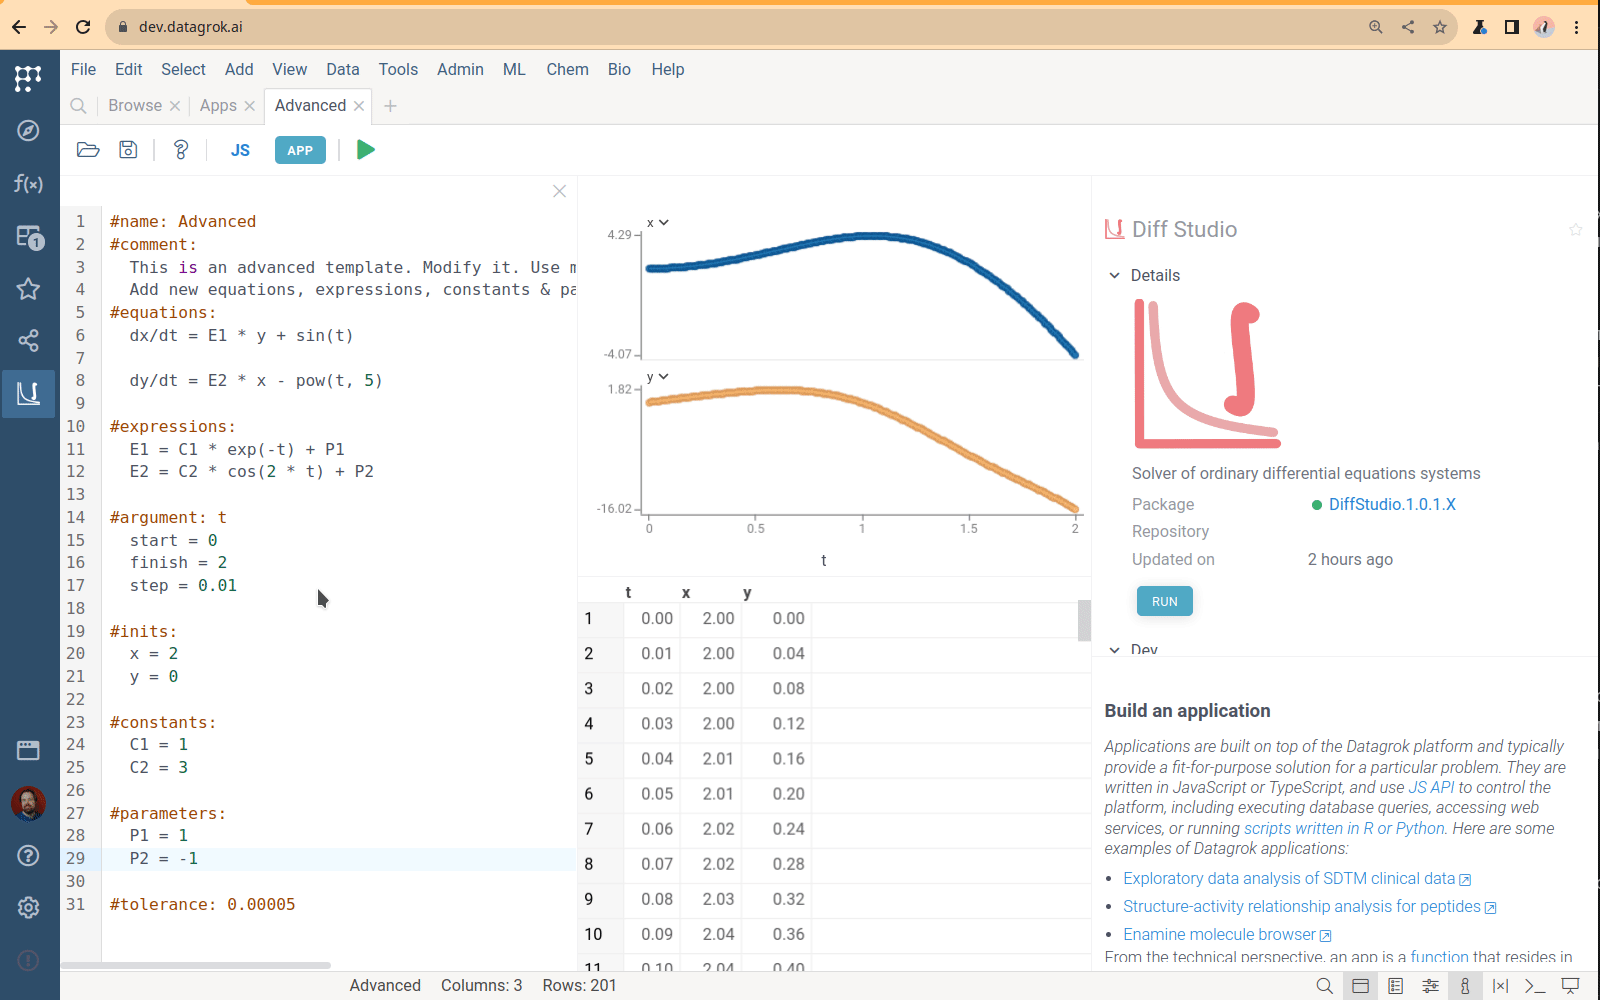 dev.datagrok.ai
File Edit Select Add View Data Tools Admin ML Chem Bio Help
Browse Apps Advanced
JS APP
f(x)
1
1 #name: Advanced
2 #comment:
3 This is an advanced template. Modify it. Use m
4 Add new equations, expressions, constants & pa
5 #equations:
6 dx/dt = E1 * y + sin(t)
7
8 dy/dt = E2 * x - pow(t, 5)
9
10 #expressions:
11 E1 = C1 * exp(-t) + P1
12 E2 = C2 * cos(2 * t) + P2
13
14 #argument: t
15 start = 0
16 finish = 2
17 step = 0.01
18
19 #inits:
20 x = 2
21 y = 0
22
23 #constants:
24 C1 = 1
25 C2 = 3
26
27 #parameters:
28 P1 = 1
29 P2 = -1
30
31 #tolerance: 0.00005
x
4.29
-4.07
y
1.82
-16.02
0 0.5 1 1.5 2
t
t x y
1 0.00 2.00 0.00
2 0.01 2.00 0.04
3 0.02 2.00 0.08
4 0.03 2.00 0.12
5 0.04 2.01 0.16
6 0.05 2.01 0.20
7 0.06 2.02 0.24
8 0.07 2.02 0.28
9 0.08 2.03 0.32
10 0.09 2.04 0.36
11 0.10 2.04 0.40
Diff Studio
Details
Solver of ordinary differential equations systems
Package DiffStudio.1.0.1.X
Repository
Updated on 2 hours ago
RUN
Dev
Build an application
Applications are built on top of the Datagrok platform and typically
provide a fit-for-purpose solution for a particular problem. They are
written in JavaScript or TypeScript, and use JS API to control the
platform, including executing database queries, accessing web
services, or running scripts written in R or Python. Here are some
examples of Datagrok applications:
• Exploratory data analysis of SDTM clinical data
• Structure-activity relationship analysis for peptides
• Enamine molecule browser
From the technical perspective, an app is a function that resides in
Advanced Columns: 3 Rows: 201